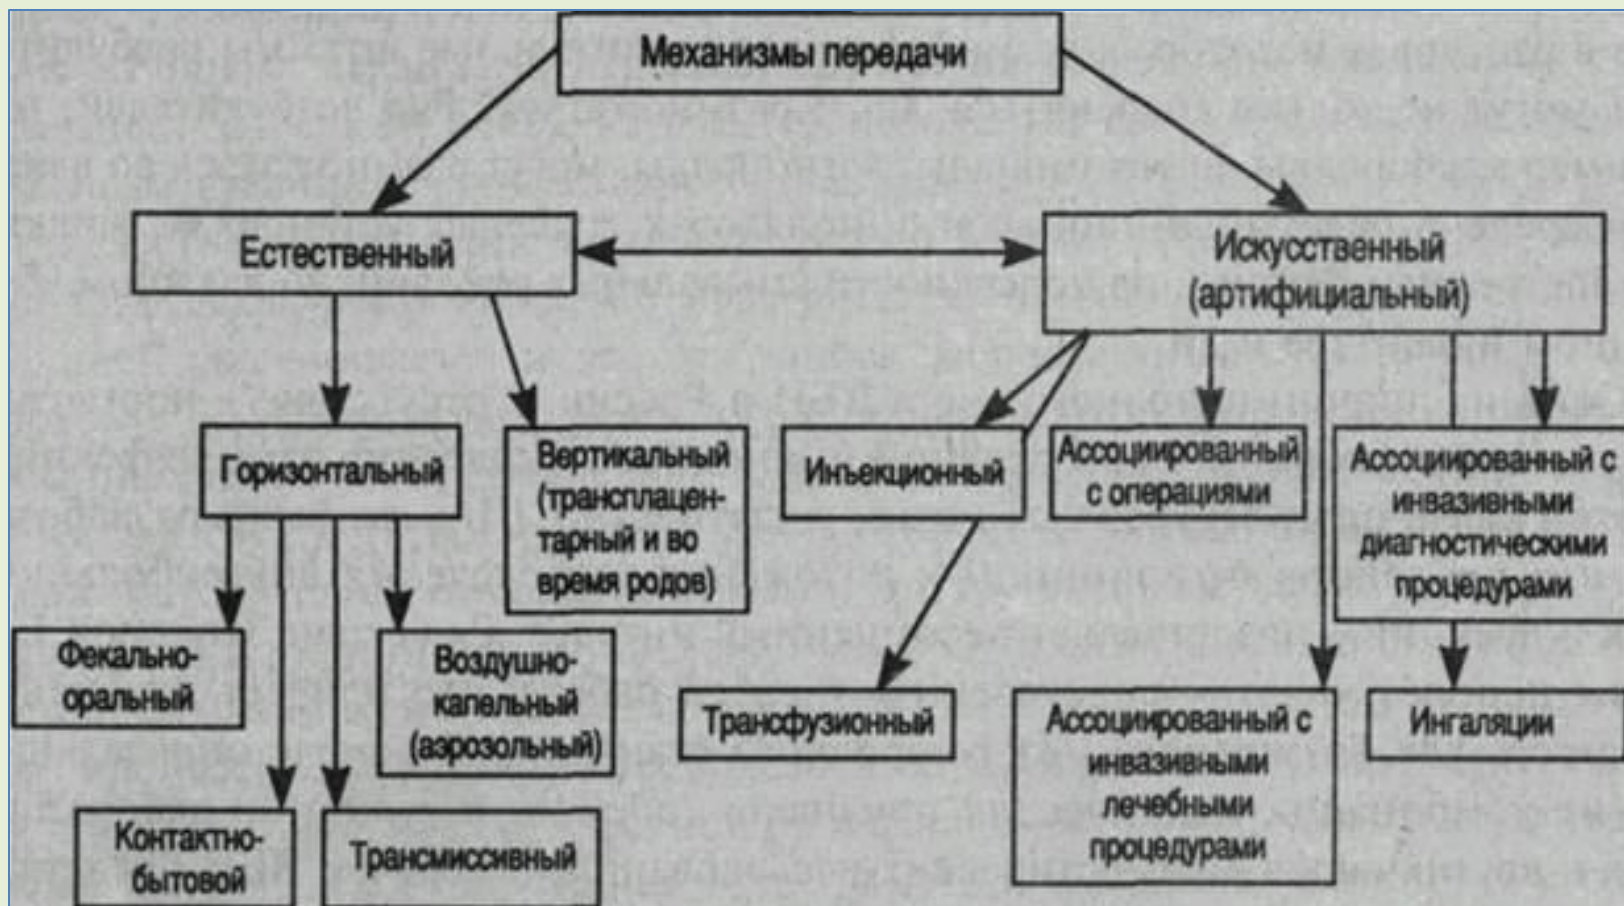 Механизмы передачи
Естественный
Искусственный
(артифициальный)
Горизонтальный
Вертикальный
(трансплацен-
тарный и во
время родов)
Инъекционный
Ассоциированный
с операциями
Ассоциированный с
инвазивными
диагностическими
процедурами
Фекально-
оральный
Воздушно-
капельный
(аэрозольный)
Трансфузионный
Ассоциированный с
инвазивными
лечебными
процедурами
Ингаляции
Контактно-
бытовой
Трансмиссивный